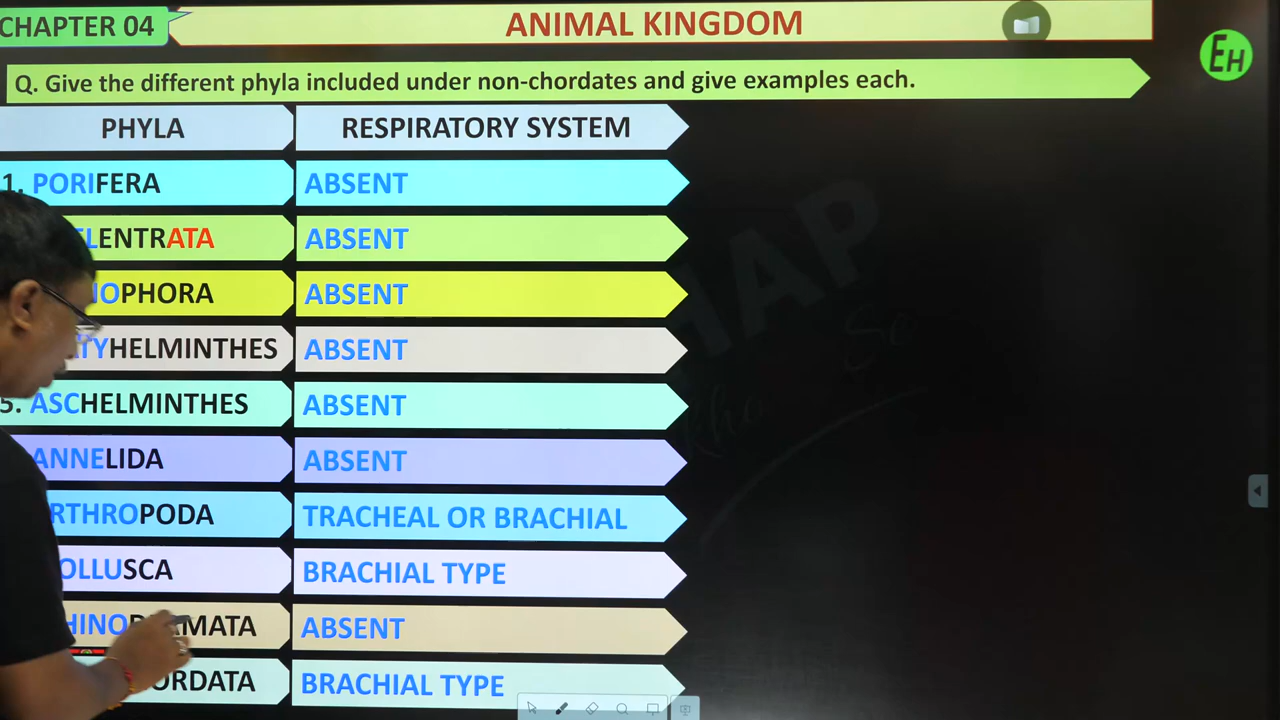 CHAPTER 04
ANIMAL KINGDOM
EH
Q. Give the different phyla included under non-chordates and give examples each.
PHYLA RESPIRATORY SYSTEM
1. PORIFERA ABSENT
LENTRATA ABSENT
OPHORA ABSENT
TYHELMINTHES ABSENT
5. ASCHELMINTHES ABSENT
ANNELIDA ABSENT
RTHROPODA TRACHEAL OR BRACHIAL
OLLUSCA BRACHIAL TYPE
HINODERMATA ABSENT
ORDATA BRACHIAL TYPE